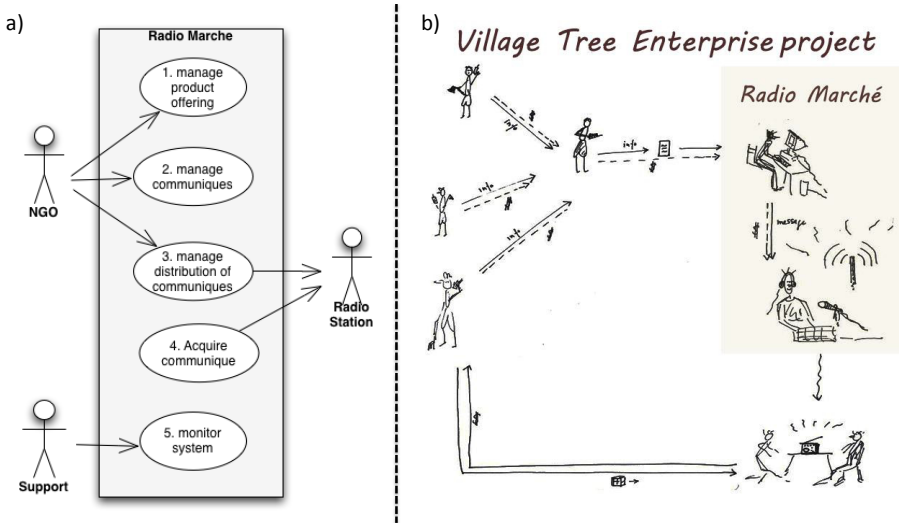 a)
Radio Marche
1. manage
product
offering
2. manage
communiques
3. manage
distribution of
communiques
4. Acquire
communique
5. monitor
system
NGO
Radio
Station
Support
b)
Village Tree Enterprise project
Radio Marché
info
info
info
info
message